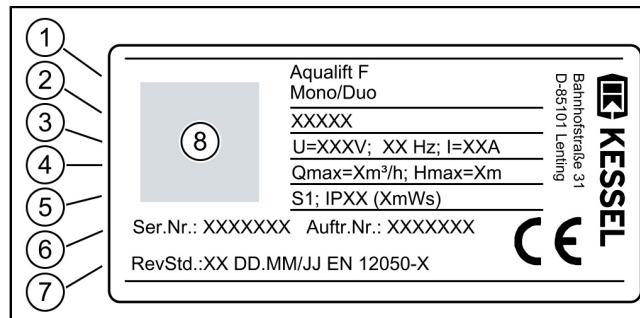 1
2
3
4
5
6
7
8
Aqualift F
Mono/Duo
XXXXX
U=XXXV; XX Hz; I=XXA
Qmax=Xm³/h; Hmax=Xm
S1; IPXX (XmWs)
Ser.Nr.: XXXXXXX Auftr.Nr.: XXXXXXX
RevStd.:XX DD.MM/JJ EN 12050-X
Bahnhofstraße 31
D-85101 Lenting
KESSEL
CE